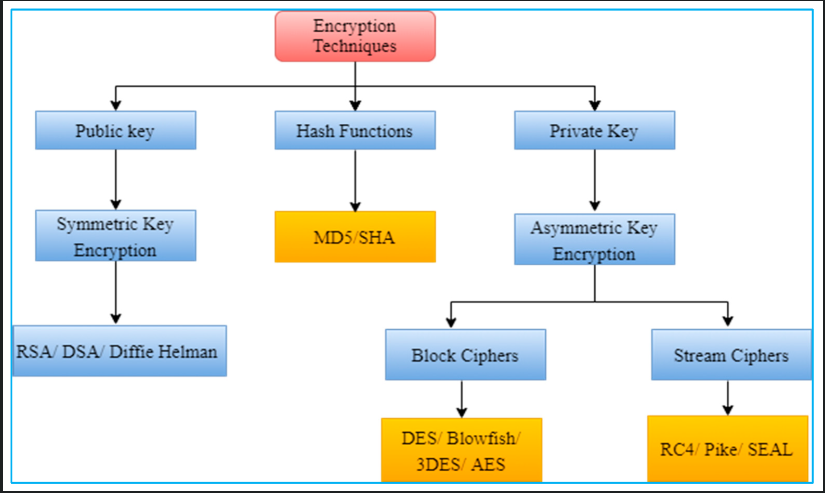 Encryption
Techniques
Public key
Hash Functions
Private Key
Symmetric Key
Encryption
MD5/SHA
Asymmetric Key
Encryption
RSA/ DSA/ Diffie Helman
Block Ciphers
Stream Ciphers
DES/ Blowfish/
3DES/ AES
RC4/ Pike/ SEAL